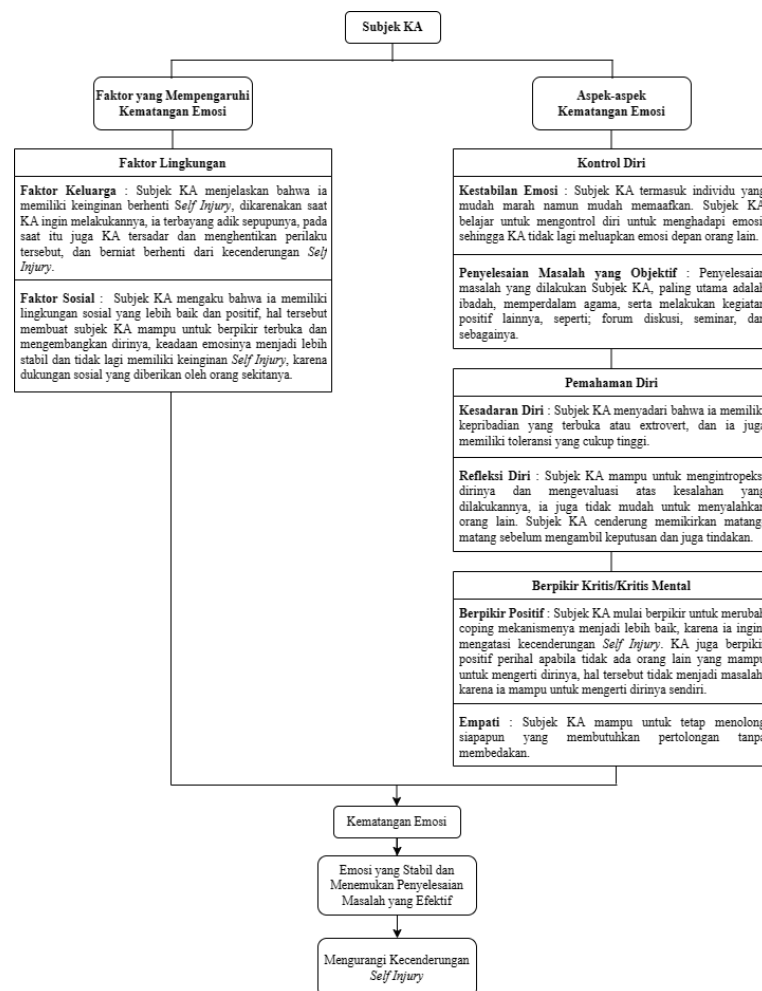 Subjek KA
Faktor yang Mempengaruhi
Kematangan Emosi
Faktor Lingkungan
Faktor Keluarga : Subjek KA menjelaskan bahwa ia
memiliki keinginan berhenti Self Injury, dikarenakan saat
KA ingin melakukannya, ia terbayang adik sepupunya, pada
saat itu juga KA tersadar dan menghentikan perilaku
tersebut, dan berniat berhenti dari kecenderungan Self
Injury.
Faktor Sosial : Subjek KA mengaku bahwa ia memiliki
lingkungan sosial yang lebih baik dan positif, hal tersebut
membuat subjek KA mampu untuk berpikir terbuka dan
mengembangkan dirinya, keadaan emosinya menjadi lebih
stabil dan tidak lagi memiliki keinginan Self Injury, karena
dukungan sosial yang diberikan oleh orang sekitanya.
Aspek-aspek
Kematangan Emosi
Kontrol Diri
Kestabilan Emosi : Subjek KA termasuk individu yang
mudah marah namun mudah memaafkan. Subjek KA
belajar untuk mengontrol diri untuk menghadapi emosi,
sehingga KA tidak lagi meluapkan emosi depan orang lain.
Penyelesaian Masalah yang Objektif : Penyelesaian
masalah yang dilakukan Subjek KA, paling utama adalah
ibadah, memperdalam agama, serta melakukan kegiatan
positif lainnya, seperti; forum diskusi, seminar, dan
sebagainya.
Pemahaman Diri
Kesadaran Diri : Subjek KA menyadari bahwa ia memiliki
kepribadian yang terbuka atau extrovert, dan ia juga
memiliki toleransi yang cukup tinggi.
Refleksi Diri : Subjek KA mampu untuk mengintropeksi
dirinya dan mengevaluasi atas kesalahan yang
dilakukannya, ia juga tidak mudah untuk menyalahkan
orang lain. Subjek KA cenderung memikirkan matang-
matang sebelum mengambil keputusan dan juga tindakan.
Berpikir Kritis/Kritis Mental
Berpikir Positif : Subjek KA mulai berpikir untuk merubah
coping mekanismenya menjadi lebih baik, karena ia ingin
mengatasi kecenderungan Self Injury. KA juga berpikir
positif perihal apabila tidak ada orang lain yang mampu
untuk mengerti dirinya, hal tersebut tidak menjadi masalah,
karena ia mampu untuk mengerti dirinya sendiri.
Empati : Subjek KA mampu untuk tetap menolong
siapapun yang membutuhkan pertolongan tanpa
membedakan.
Kematangan Emosi
Emosi yang Stabil dan
Menemukan Penyelesaian
Masalah yang Efektif
Mengurangi Kecenderungan
Self Injury